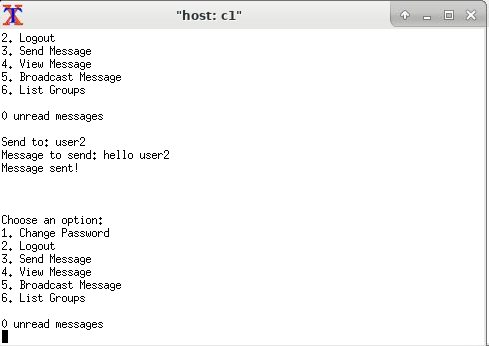 "host: c1"
2. Logout
3. Send Message
4. View Message
5. Broadcast Message
6. List Groups
0 unread messages
Send to: user2
Message to send: hello user2
Message sent!
Choose an option:
1. Change Password
2. Logout
3. Send Message
4. View Message
5. Broadcast Message
6. List Groups
0 unread messages